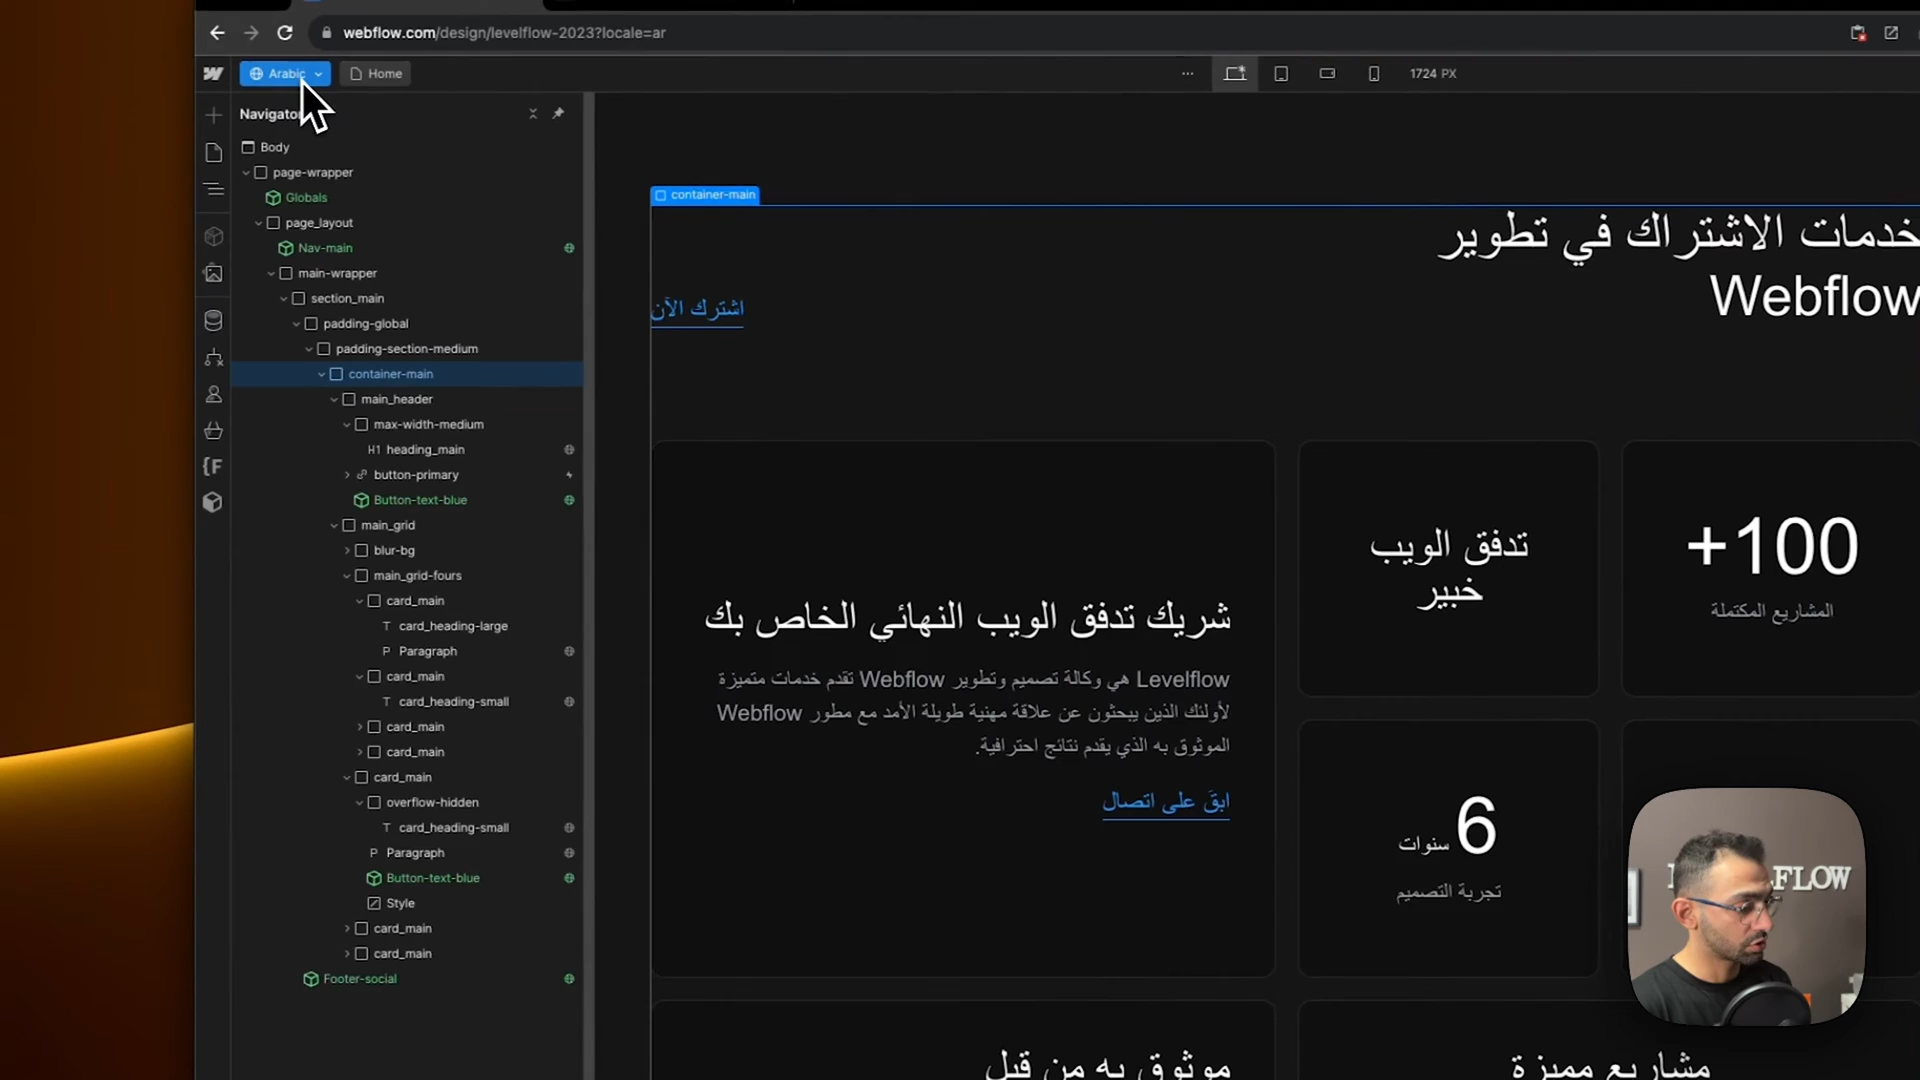 webflow.com/design/levelflow-2023?locale=ar
Arabic
Home
1724 PX
Navigator
Body
page-wrapper
Globals
page_layout
Nav-main
main-wrapper
section_main
padding-global
padding-section-medium
container-main
main_header
max-width-medium
H1 heading_main
button-primary
Button-text-blue
main_grid
blur-bg
main_grid-fours
card_main
T card_heading-large
P Paragraph
card_main
T card_heading-small
card_main
card_main
card_main
overflow-hidden
T card_heading-small
P Paragraph
Button-text-blue
Style
card_main
card_main
Footer-social
container-main
خدمات الاشتراك في تطوير
Webflow
اشترك الآن
+100
المشاريع المكتملة
تدفق الويب
خبير
شريك تدفق الويب النهائي الخاص بك
Levelflow هي وكالة تصميم وتطوير Webflow تقدم خدمات متميزة
لأولئك الذين يبحثون عن علاقة مهنية طويلة الأمد مع مطور Webflow
الموثوق به الذي يقدم نتائج احترافية.
ابقَ على اتصال
6 سنوات
تجربة التصميم
مشاريع مميزة
موثوق به من قبل